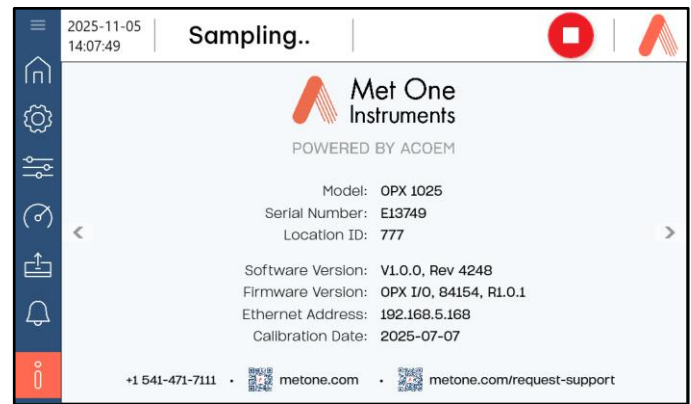 2025-11-05
14:07:49
Sampling..
Met One
Instruments
POWERED BY ACOEM
Model: OPX 1025
Serial Number: E13749
Location ID: 777
Software Version: V1.0.0, Rev 4248
Firmware Version: OPX I/O, 84154, R1.0.1
Ethernet Address: 192.168.5.168
Calibration Date: 2025-07-07
+1 541-471-7111 · metone.com · metone.com/request-support